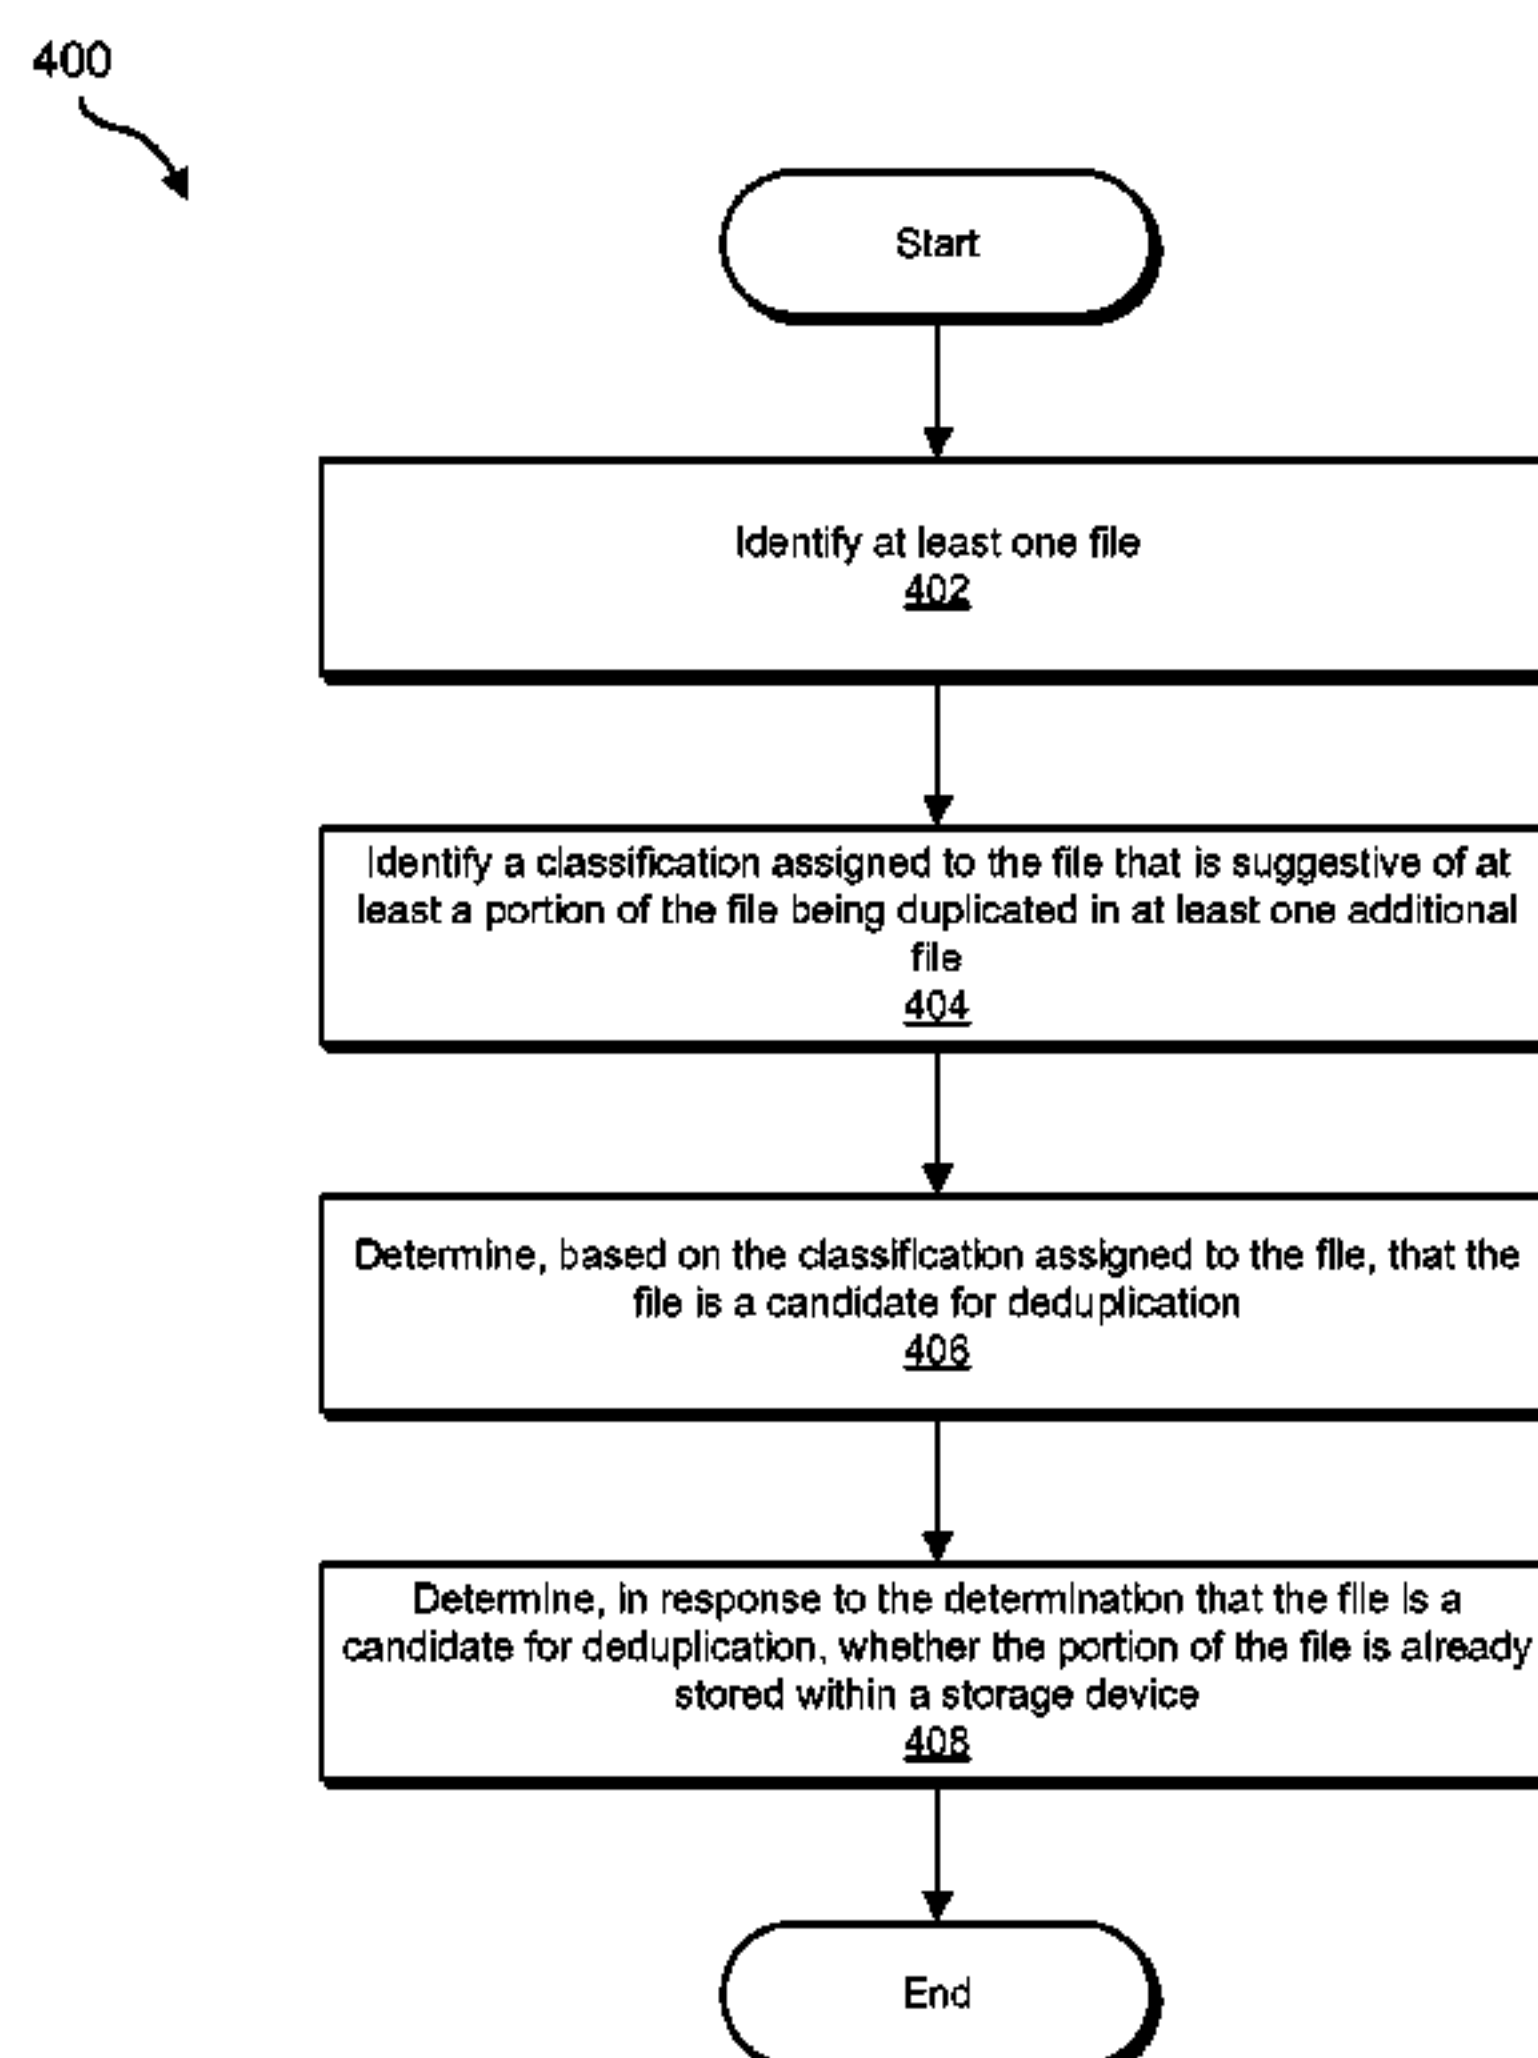 400
Start
Identify at least one file
402
Identify a classification assigned to the file that is suggestive of at
least a portion of the file being duplicated in at least one additional
file
404
Determine, based on the classification assigned to the file, that the
file is a candidate for deduplication
406
Determine, in response to the determination that the file is a
candidate for deduplication, whether the portion of the file is already
stored within a storage device
408
End